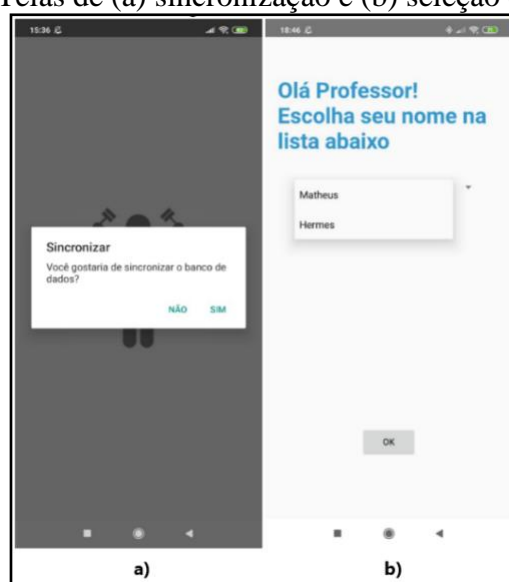 Telas de (a) sincronização e (b) seleção
15:36
Sincronizar
Você gostaria de sincronizar o banco de
dados?
NÃO SIM
a)
18:46
Olá Professor!
Escolha seu nome na
lista abaixo
Matheus
Hermes
OK
b)